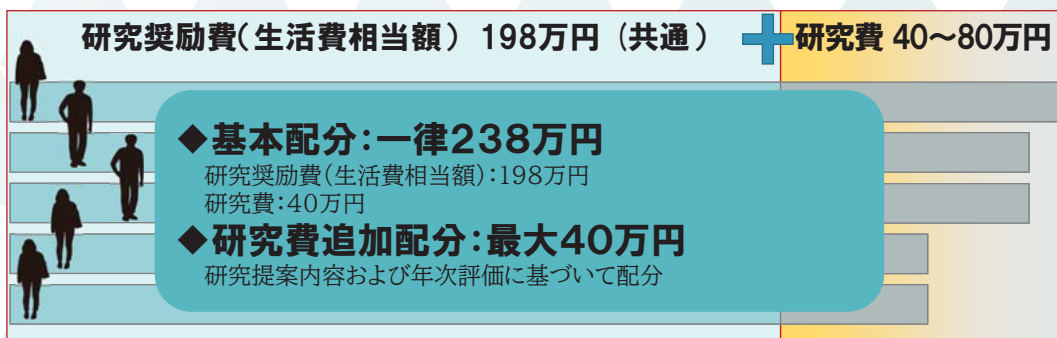 研究奨励費(生活費相当額) 198万円 (共通) + 研究費 40〜80万円
◆基本配分:一律238万円
研究奨励費(生活費相当額):198万円
研究費:40万円
◆研究費追加配分:最大40万円
研究提案内容および年次評価に基づいて配分